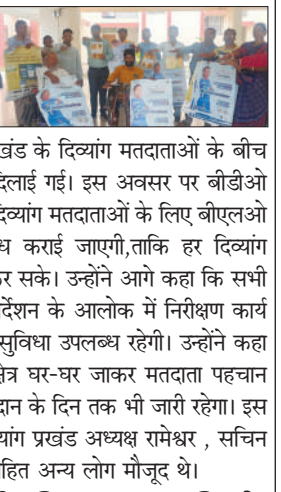 खंड के दिव्यांग मतदाताओं के बीच
दिलाई गई। इस अवसर पर बीडीओ
दिव्यांग मतदाताओं के लिए बीएलओ
कराई जाएगी,ताकि हर दिव्यांग
सके। उन्होंने आगे कहा कि सभी
के आलोक में निरीक्षण कार्य
सुविधा उपलब्ध रहेगी। उन्होंने कहा
घर-घर जाकर मतदाता पहचान
के दिन तक भी जारी रहेगा। इस
प्रखंड अध्यक्ष रामेश्वर , सचिन
अन्य लोग मौजूद थे।